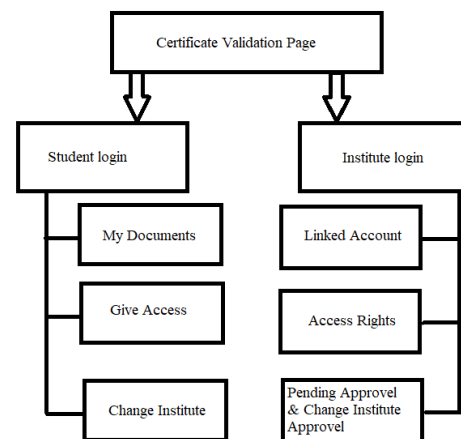 Certificate Validation Page
Student login
Institute login
My Documents
Linked Account
Give Access
Access Rights
Change Institute
Pending Approvel
& Change Institute
Approvel